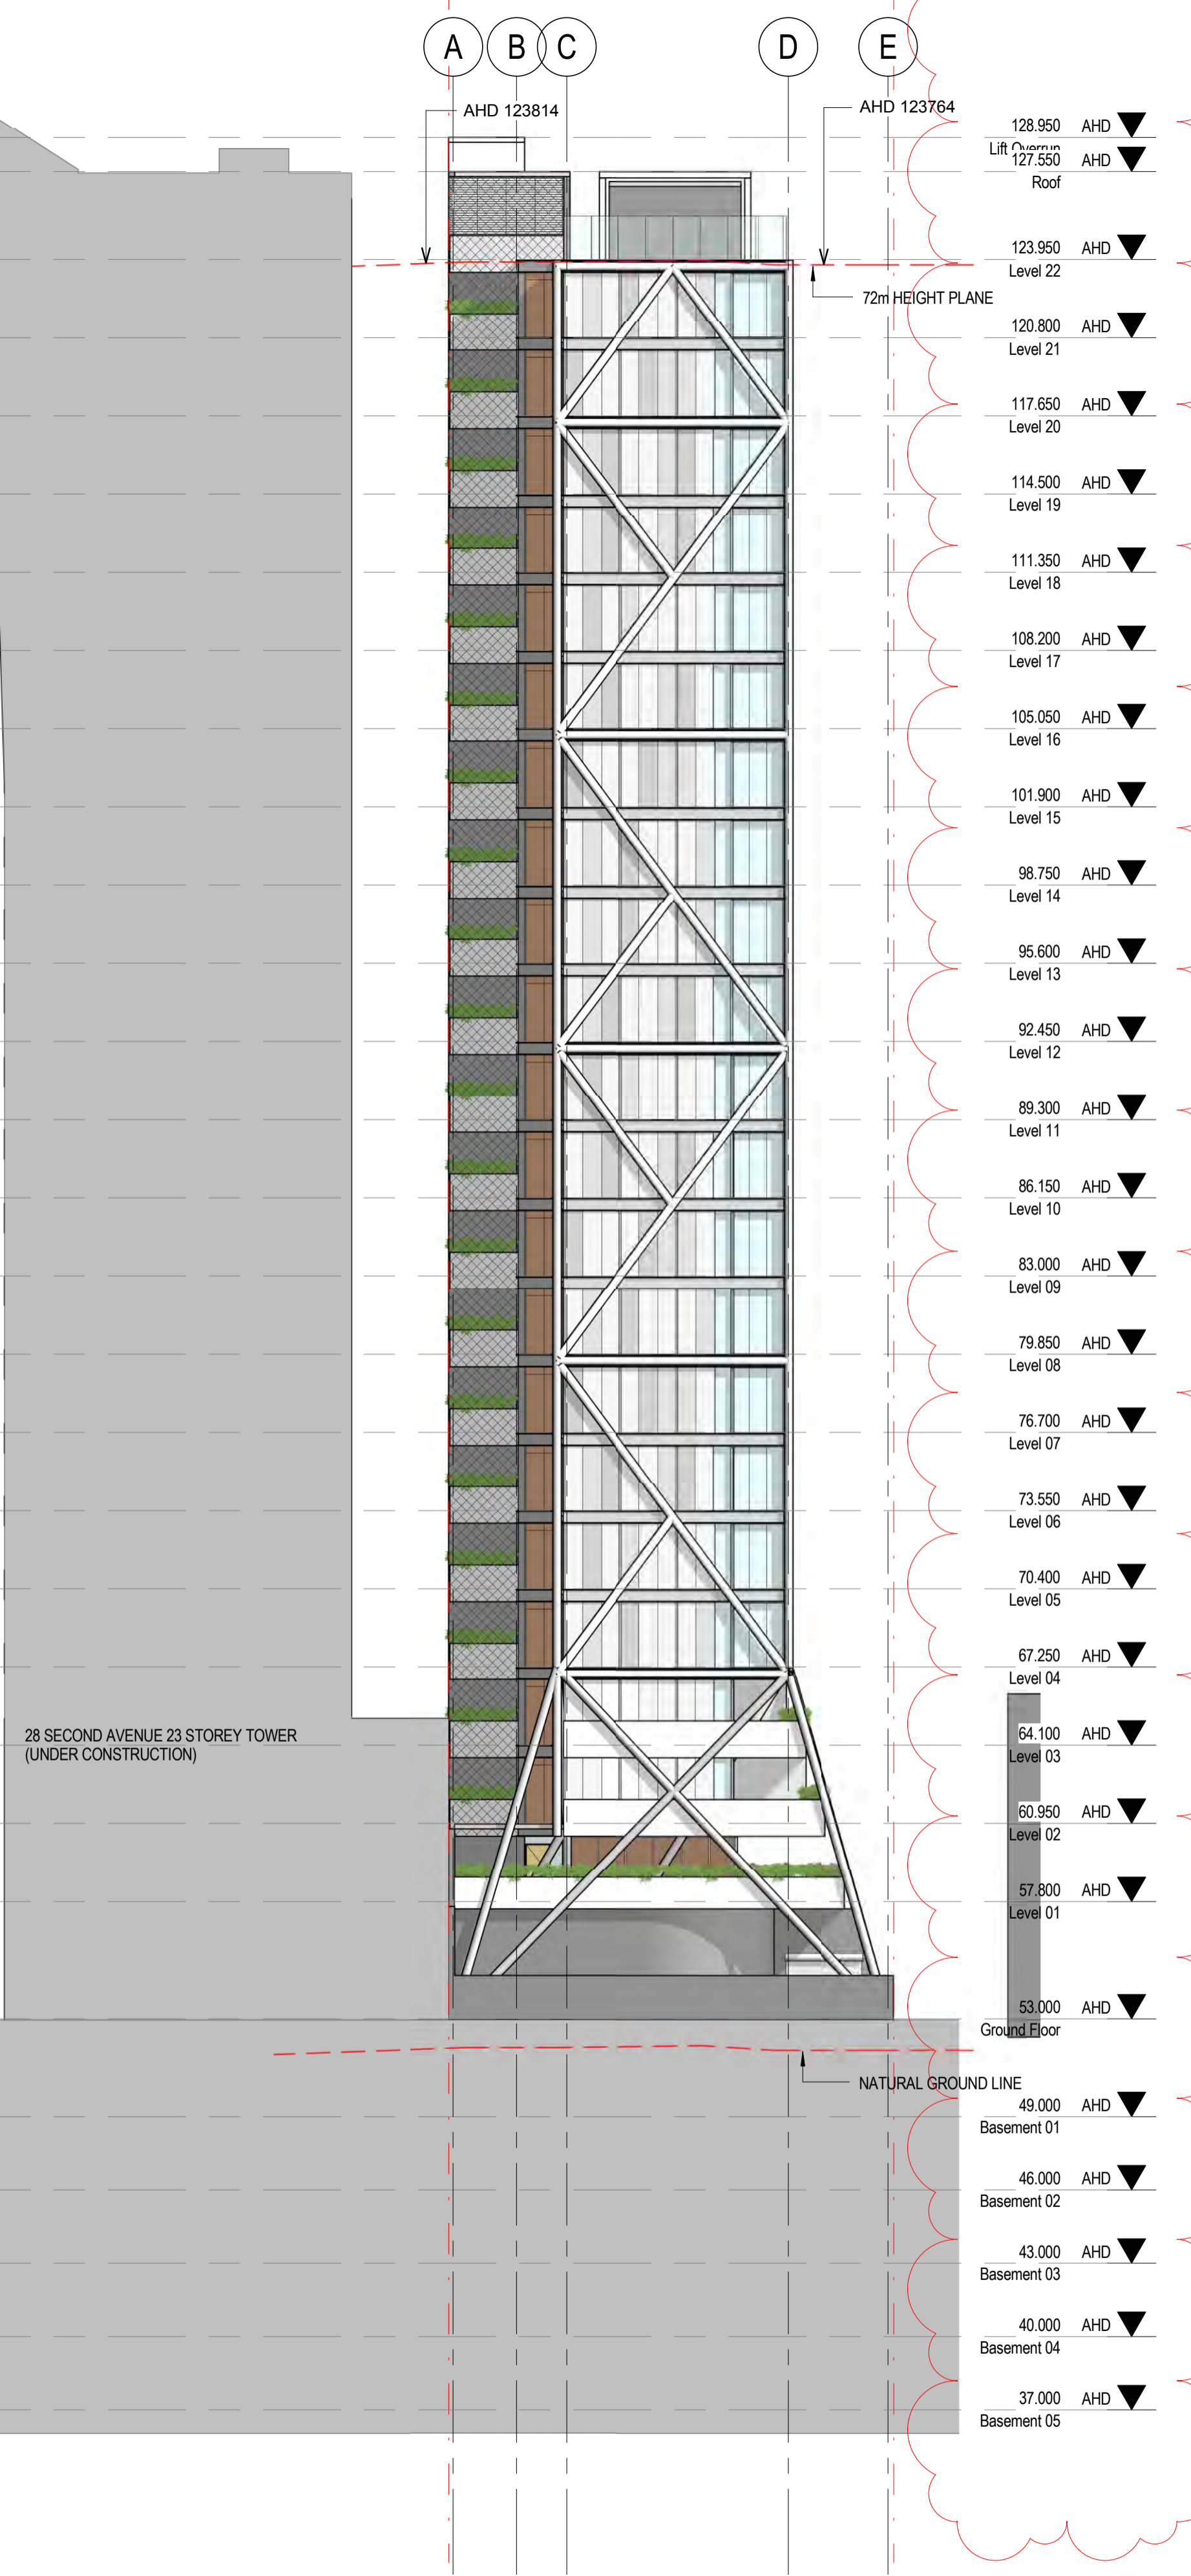 A B C D E
AHD 123814
AHD 123764
128.950 AHD
Lift Overrun
127.550 AHD
Roof
123.950 AHD
Level 22
72m HEIGHT PLANE
120.800 AHD
Level 21
117.650 AHD
Level 20
114.500 AHD
Level 19
111.350 AHD
Level 18
108.200 AHD
Level 17
105.050 AHD
Level 16
101.900 AHD
Level 15
98.750 AHD
Level 14
95.600 AHD
Level 13
92.450 AHD
Level 12
89.300 AHD
Level 11
86.150 AHD
Level 10
83.000 AHD
Level 09
79.850 AHD
Level 08
76.700 AHD
Level 07
73.550 AHD
Level 06
70.400 AHD
Level 05
67.250 AHD
Level 04
28 SECOND AVENUE 23 STOREY TOWER
(UNDER CONSTRUCTION)
64.100 AHD
Level 03
60.950 AHD
Level 02
57.800 AHD
Level 01
53.000 AHD
Ground Floor
NATURAL GROUND LINE
49.000 AHD
Basement 01
46.000 AHD
Basement 02
43.000 AHD
Basement 03
40.000 AHD
Basement 04
37.000 AHD
Basement 05